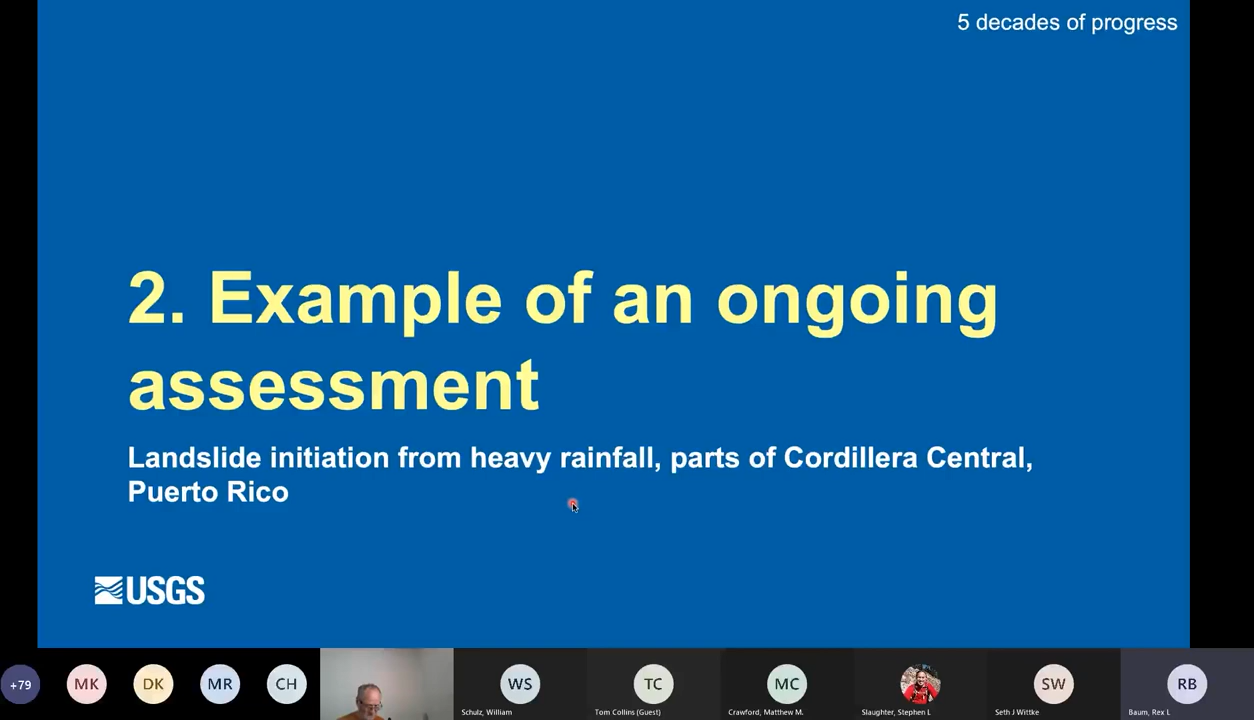 5 decades of progress
2. Example of an ongoing
assessment
Landslide initiation from heavy rainfall, parts of Cordillera Central,
Puerto Rico
USGS
+79
MK
DK
MR
CH
WS
TC
MC
SW
RB
Schulz, William
Tom Collins (Guest)
Crawford, Matthew M.
Slaughter, Stephen L
Seth J Wittke
Baum, Rex L